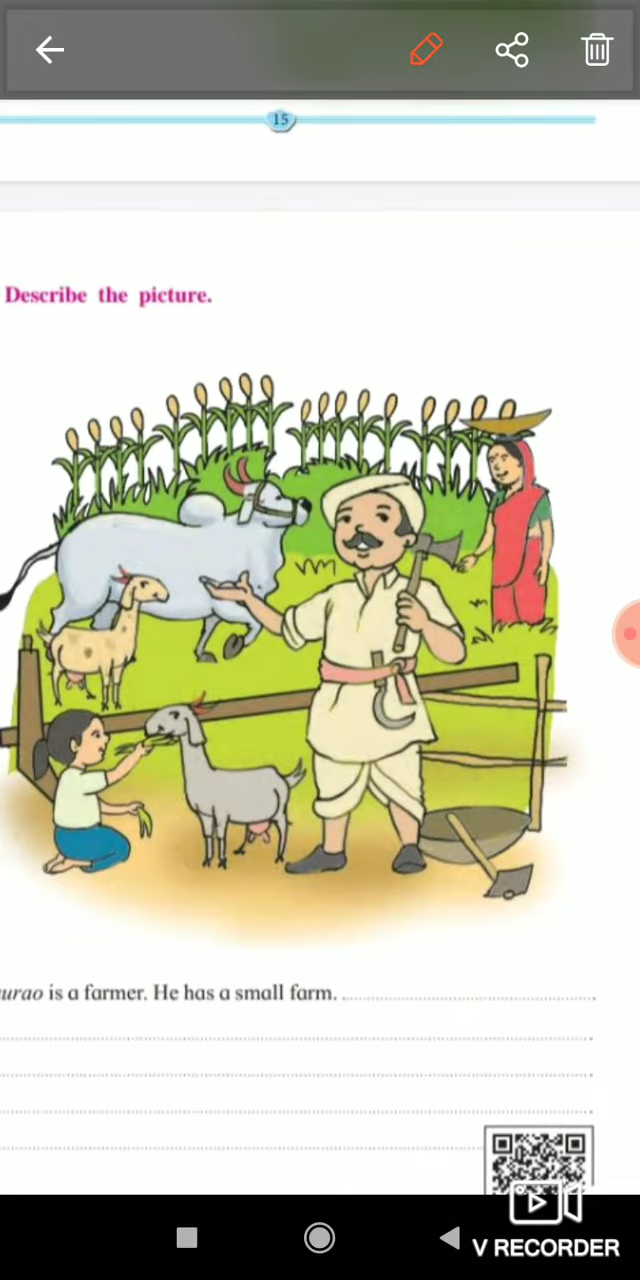 15
Describe the picture.
urao is a farmer. He has a small farm.
V RECORDER